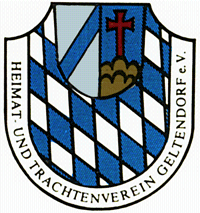 HEIMAT- UND TRACHTENVEREIN GELTENDORF e.V.